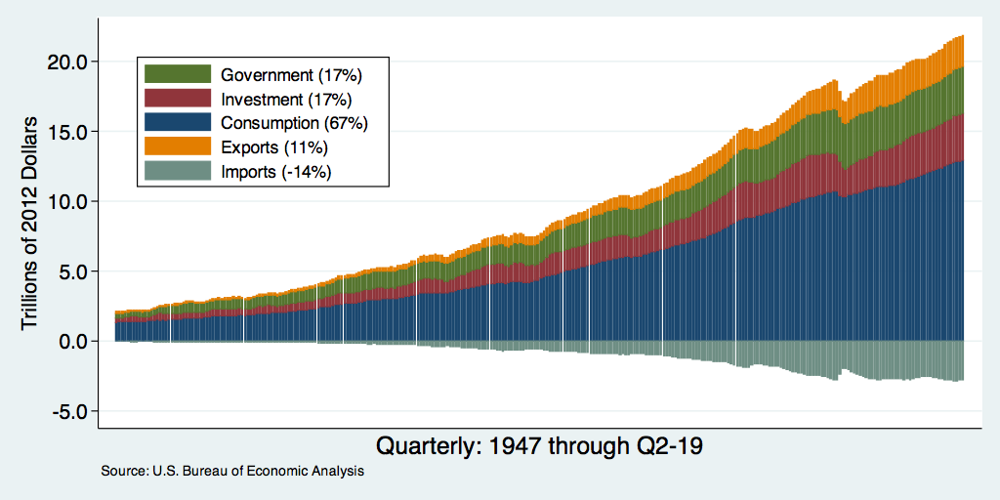 Trillions of 2012 Dollars
20.0
15.0
10.0
5.0
0.0
-5.0
Government (17%)
Investment (17%)
Consumption (67%)
Exports (11%)
Imports (-14%)
Quarterly: 1947 through Q2-19
Source: U.S. Bureau of Economic Analysis